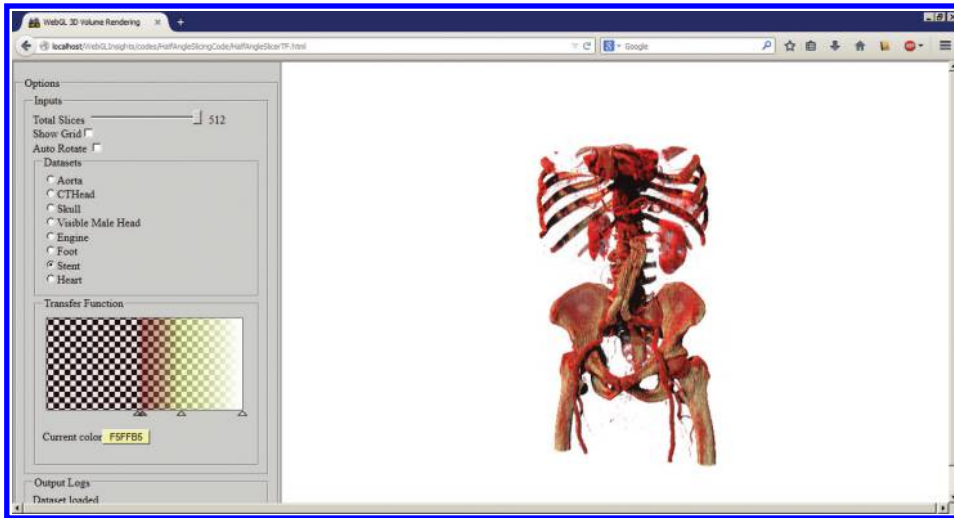 WebGL 3D Volume Rendering
localhost/WebGLInsights/codes/HalfAngleSlicingCode/HalfAngleSlicerTF.html
Google
Options
Inputs
Total Slices 512
Show Grid
Auto Rotate
Datasets
Aorta
CTHead
Skull
Visible Male Head
Engine
Foot
Stent
Heart
Transfer Function
Current color F5FFB5
Output Logs
Dataset loaded